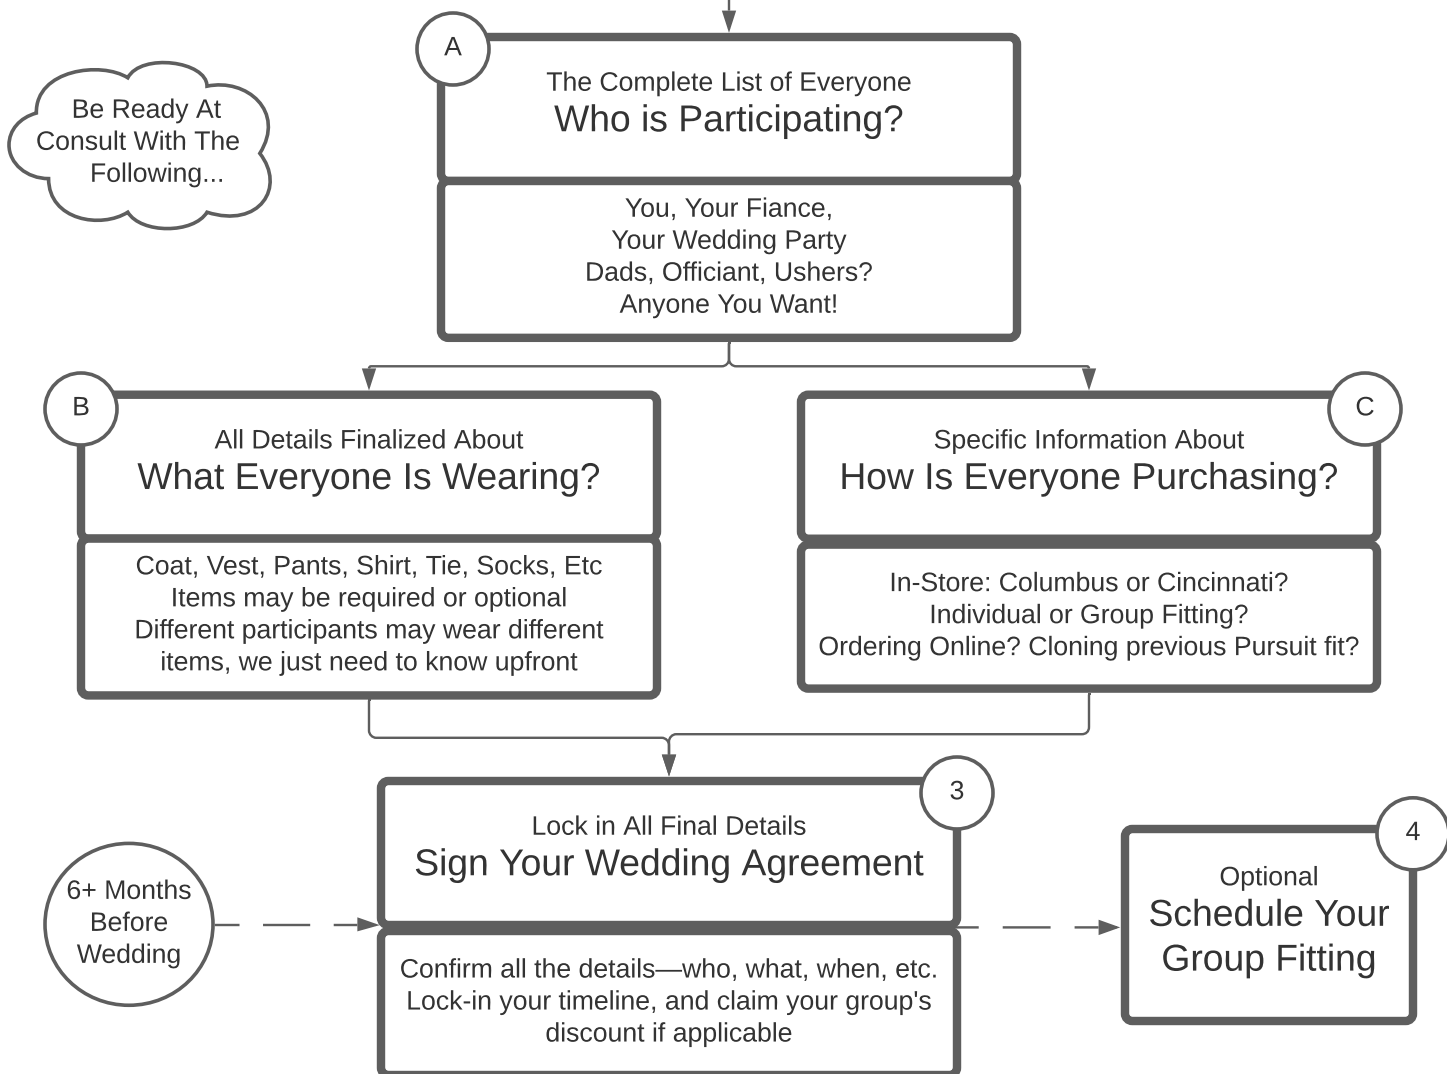 A
The Complete List of Everyone
Who is Participating?
Be Ready At
Consult With The
Following...
You, Your Fiance,
Your Wedding Party
Dads, Officiant, Ushers?
Anyone You Want!
B
All Details Finalized About
What Everyone Is Wearing?
Coat, Vest, Pants, Shirt, Tie, Socks, Etc
Items may be required or optional
Different participants may wear different
items, we just need to know upfront
C
Specific Information About
How Is Everyone Purchasing?
In-Store: Columbus or Cincinnati?
Individual or Group Fitting?
Ordering Online? Cloning previous Pursuit fit?
6+ Months
Before
Wedding
3
Lock in All Final Details
Sign Your Wedding Agreement
Confirm all the details—who, what, when, etc.
Lock-in your timeline, and claim your group's
discount if applicable
4
Optional
Schedule Your
Group Fitting